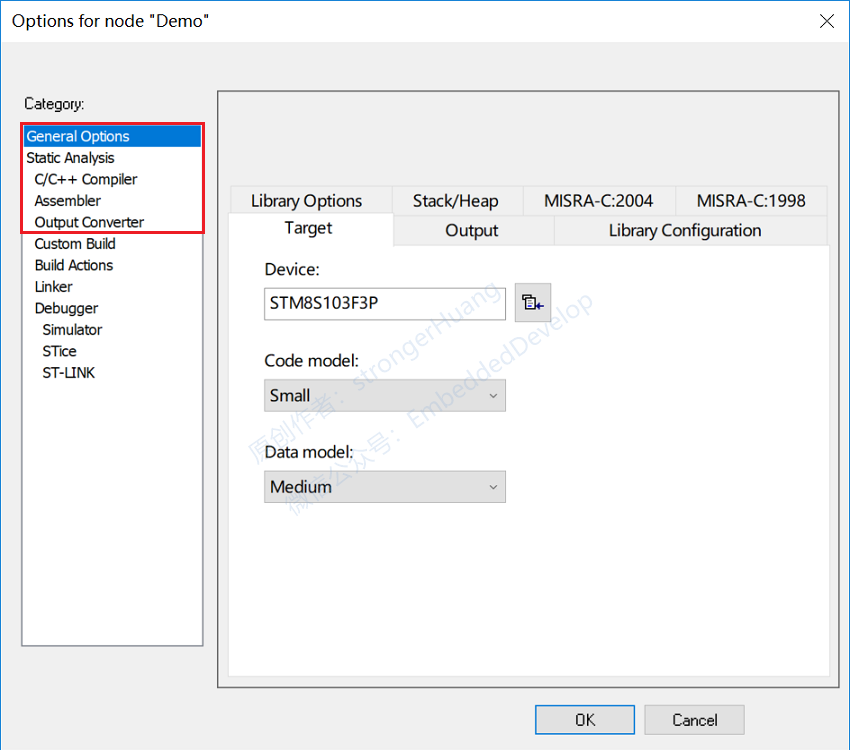 Options for node "Demo"
Category:
General Options
Static Analysis
C/C++ Compiler
Assembler
Output Converter
Custom Build
Build Actions
Linker
Debugger
Simulator
STice
ST-LINK
Library Options
Stack/Heap
MISRA-C:2004
MISRA-C:1998
Target
Output
Library Configuration
Device:
STM8S103F3P
Code model:
Small
Data model:
Medium
原创作者：strongerHuang
微信公众号：EmbeddedDevelop
OK
Cancel